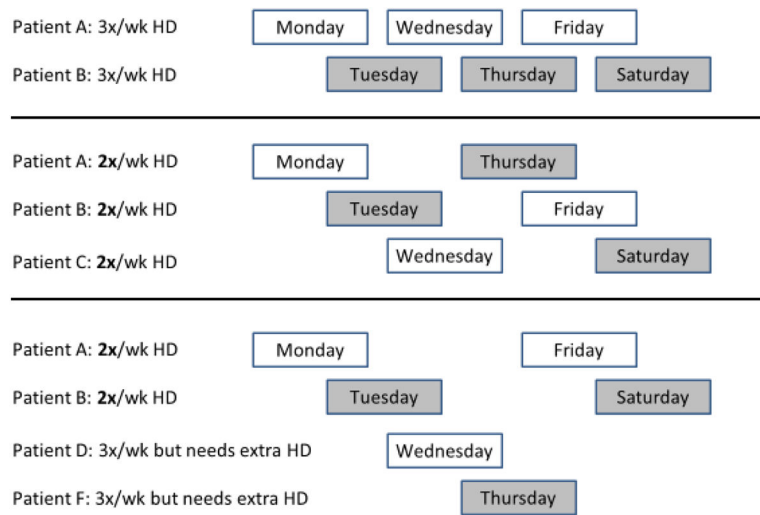 Patient A: 3x/wk HD Monday Wednesday Friday
Patient B: 3x/wk HD Tuesday Thursday Saturday
Patient A: 2x/wk HD Monday Thursday
Patient B: 2x/wk HD Tuesday Friday
Patient C: 2x/wk HD Wednesday Saturday
Patient A: 2x/wk HD Monday Friday
Patient B: 2x/wk HD Tuesday Saturday
Patient D: 3x/wk but needs extra HD Wednesday
Patient F: 3x/wk but needs extra HD Thursday